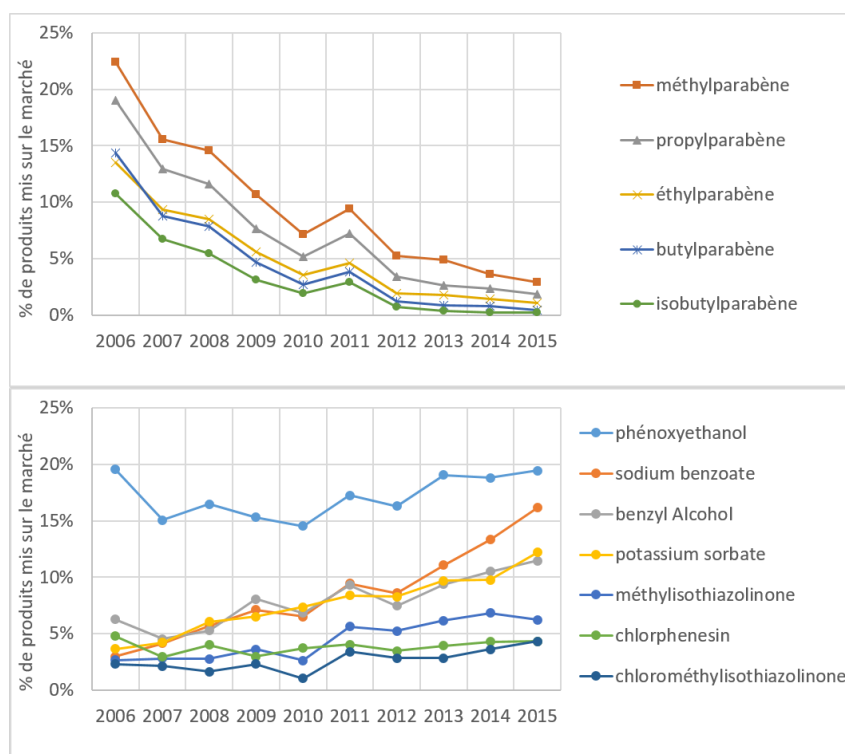 25%
20%
15%
10%
5%
0%
% de produits mis sur le marché
2006 2007 2008 2009 2010 2011 2012 2013 2014 2015
méthylparabène
propylparabène
éthylparabène
butylparabène
isobutylparabène
25%
20%
15%
10%
5%
0%
% de produits mis sur le marché
2006 2007 2008 2009 2010 2011 2012 2013 2014 2015
phénoxyethanol
sodium benzoate
benzyl Alcohol
potassium sorbate
méthylisothiazolinone
chlorphenesin
chlorométhylisothiazolinone